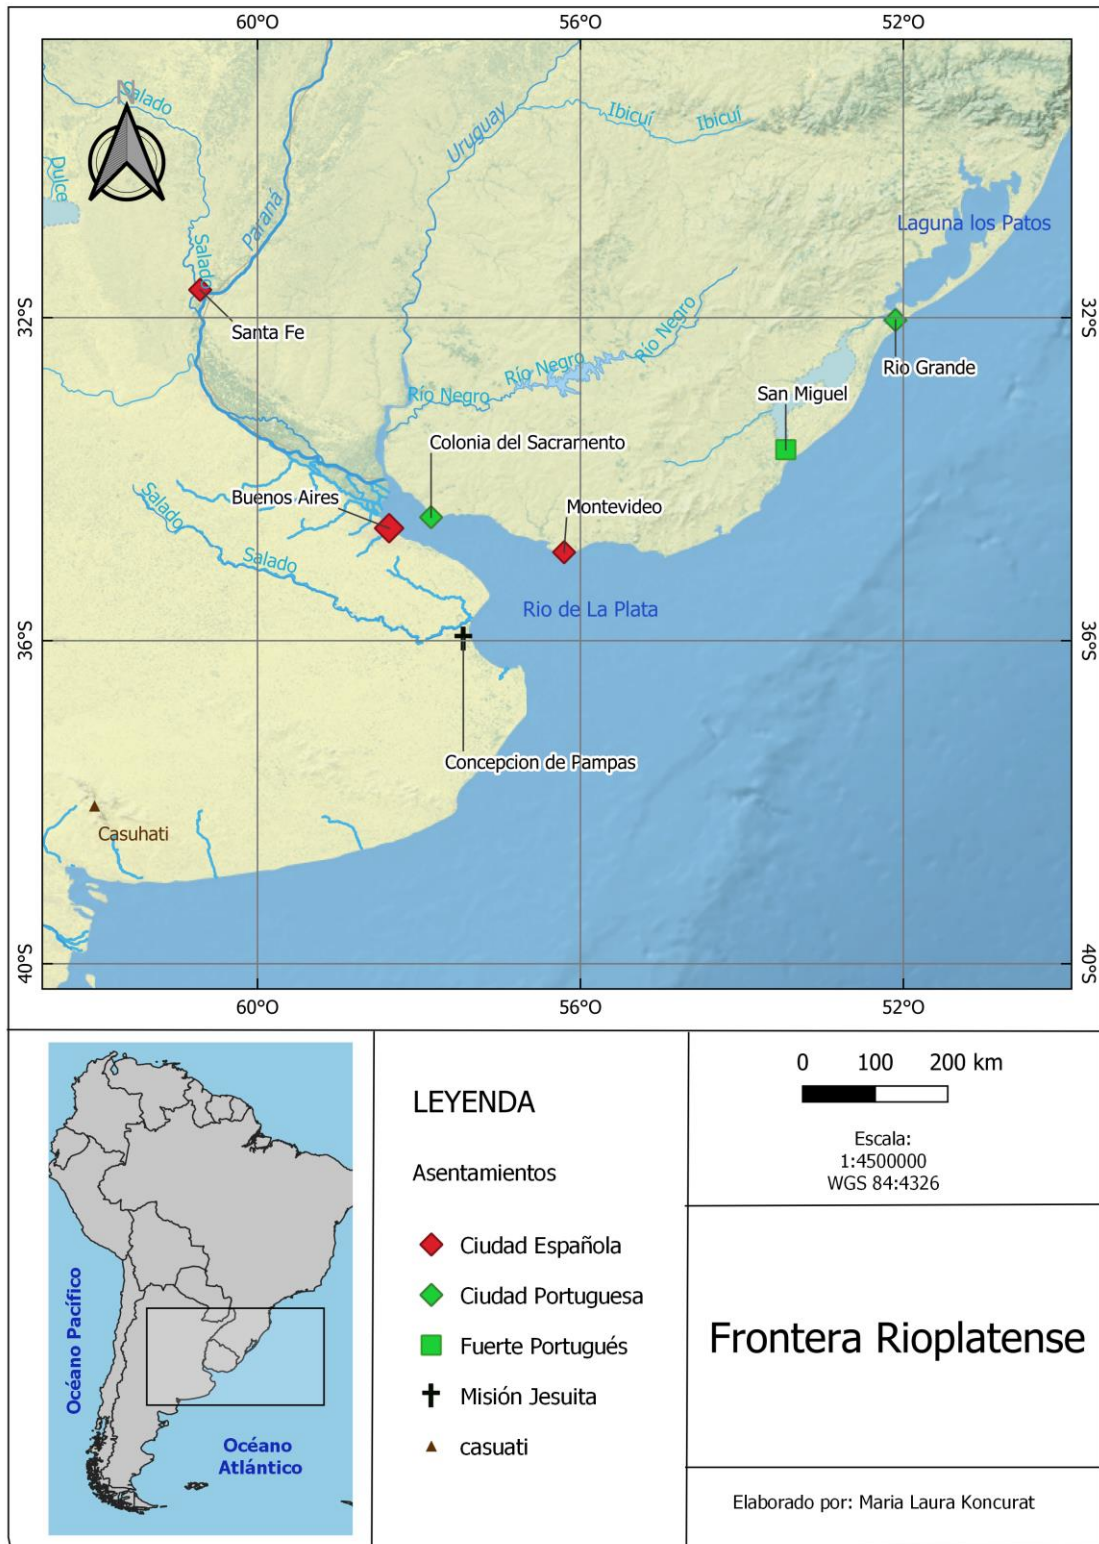 60°O
56°O
52°O
N
Salado
Dulce
Salado
Paraná
Uruguay
Ibicuí
Ibicuí
Laguna los Patos
32°S
32°S
Santa Fe
Río Negro
Río Negro
Río Negro
Rio Grande
San Miguel
Colonia del Sacramento
Buenos Aires
Montevideo
Salado
Salado
Rio de La Plata
36°S
36°S
Concepcion de Pampas
Casuhati
40°S
40°S
60°O
56°O
52°O
Océano Pacífico
Océano
Atlántico
LEYENDA
Asentamientos
Ciudad Española
Ciudad Portuguesa
Fuerte Portugués
Misión Jesuita
casuati
0 100 200 km
Escala:
1:4500000
WGS 84:4326
Frontera Rioplatense
Elaborado por: Maria Laura Koncurat